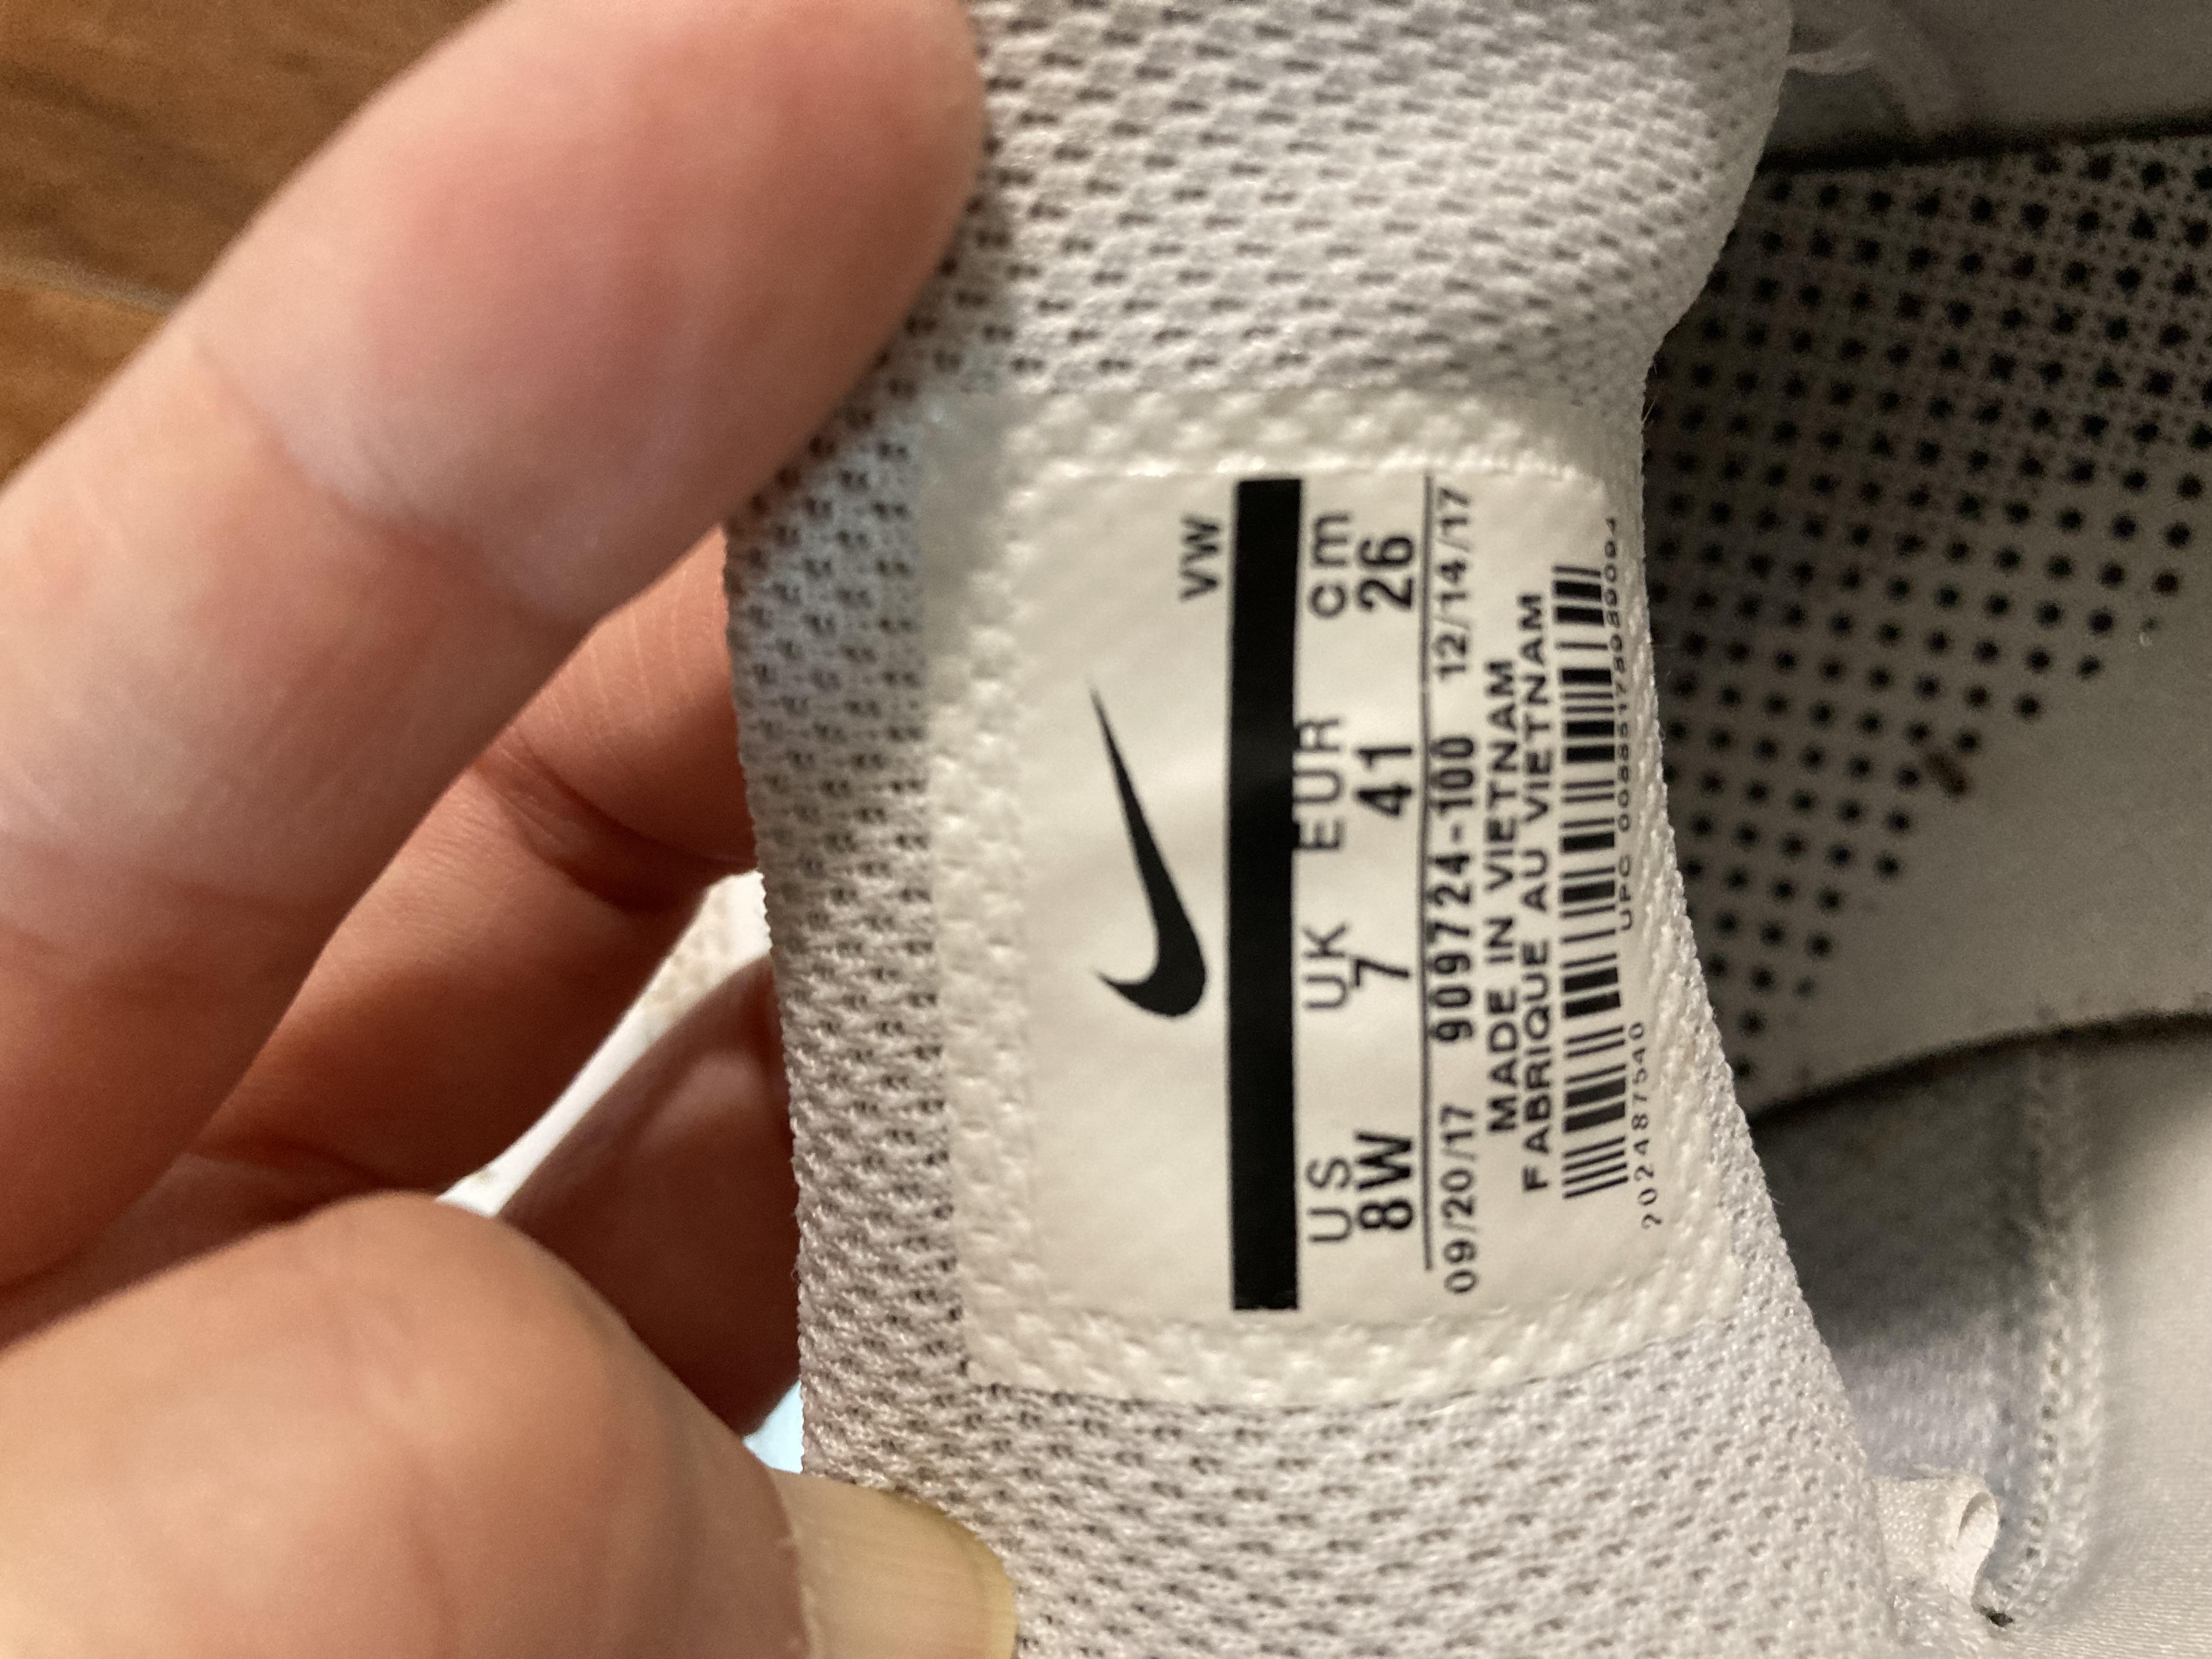 VW
US UK EUR cm
8W 7 41 26
09/20/17 909724-100 12/14/17
MADE IN VIETNAM
FABRIQUE AU VIETNAM
UPC
202487540